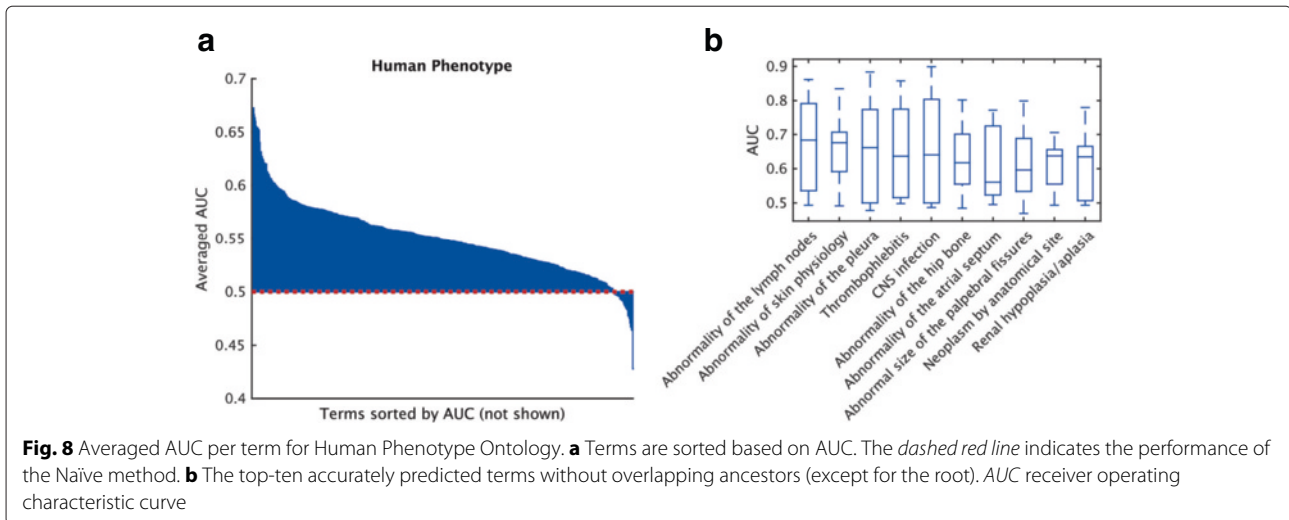 a
b
Human Phenotype
0.7
0.65
0.6
0.55
0.5
0.45
0.4
Averaged AUC
Terms sorted by AUC (not shown)
0.9
0.8
0.7
0.6
0.5
AUC
Abnormality of the lymph nodes
Abnormality of skin physiology
Abnormality of the pleura
Thrombophlebitis
CNS infection
Abnormality of the hip bone
Abnormality of the atrial septum
Abnormal size of the palpebral fissures
Neoplasm by anatomical site
Renal hypoplasia/aplasia
Fig. 8 Averaged AUC per term for Human Phenotype Ontology. a Terms are sorted based on AUC. The dashed red line indicates the performance of
the Naïve method. b The top-ten accurately predicted terms without overlapping ancestors (except for the root). AUC receiver operating
characteristic curve